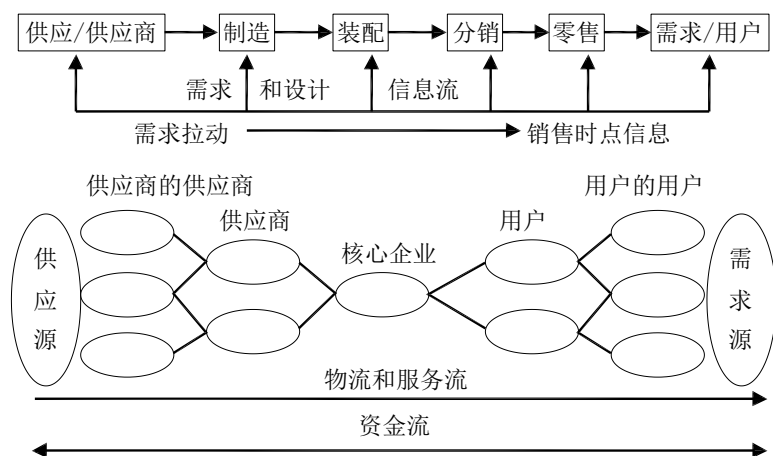 供应/供应商 制造 装配 分销 零售 需求/用户
需求 和设计 信息流
需求拉动 销售时点信息
供应商的供应商 用户的用户
供应商 用户
核心企业
供应源 需求源
物流和服务流
资金流